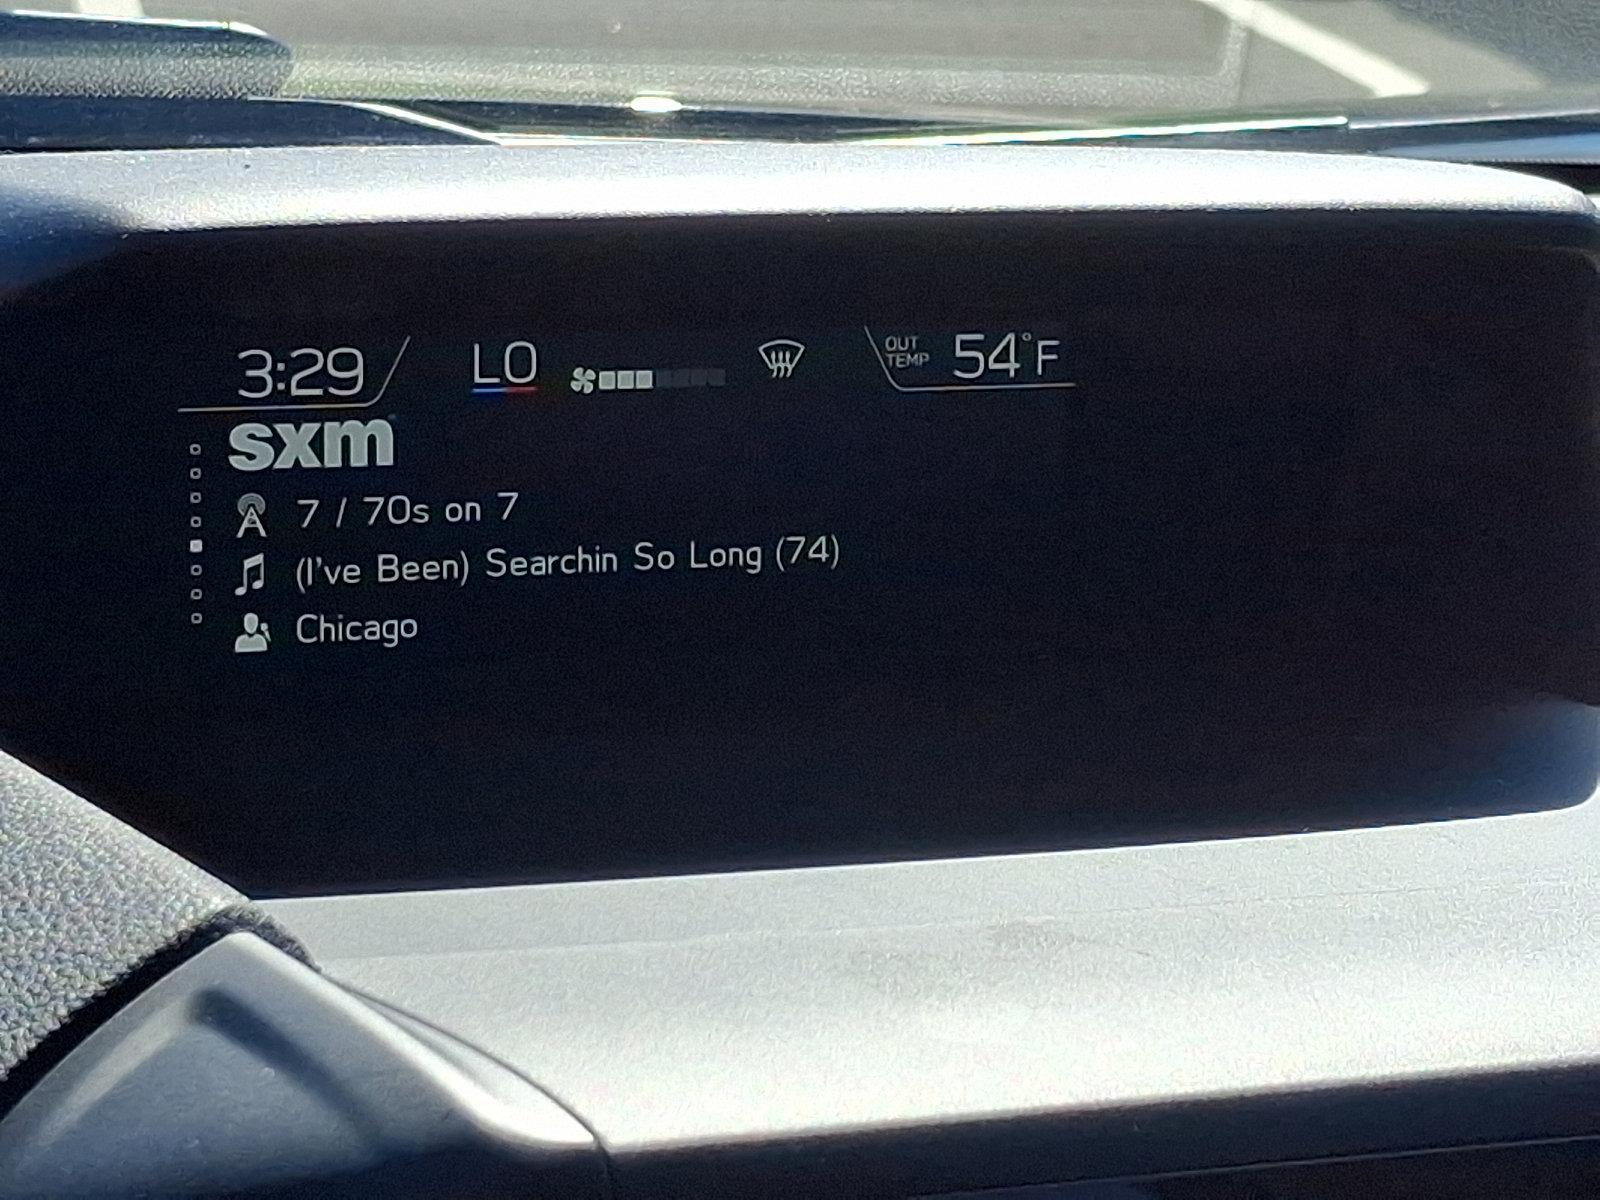 3:29 LO OUT TEMP 54°F
sxm
7 / 70s on 7
(I've Been) Searchin So Long (74)
Chicago